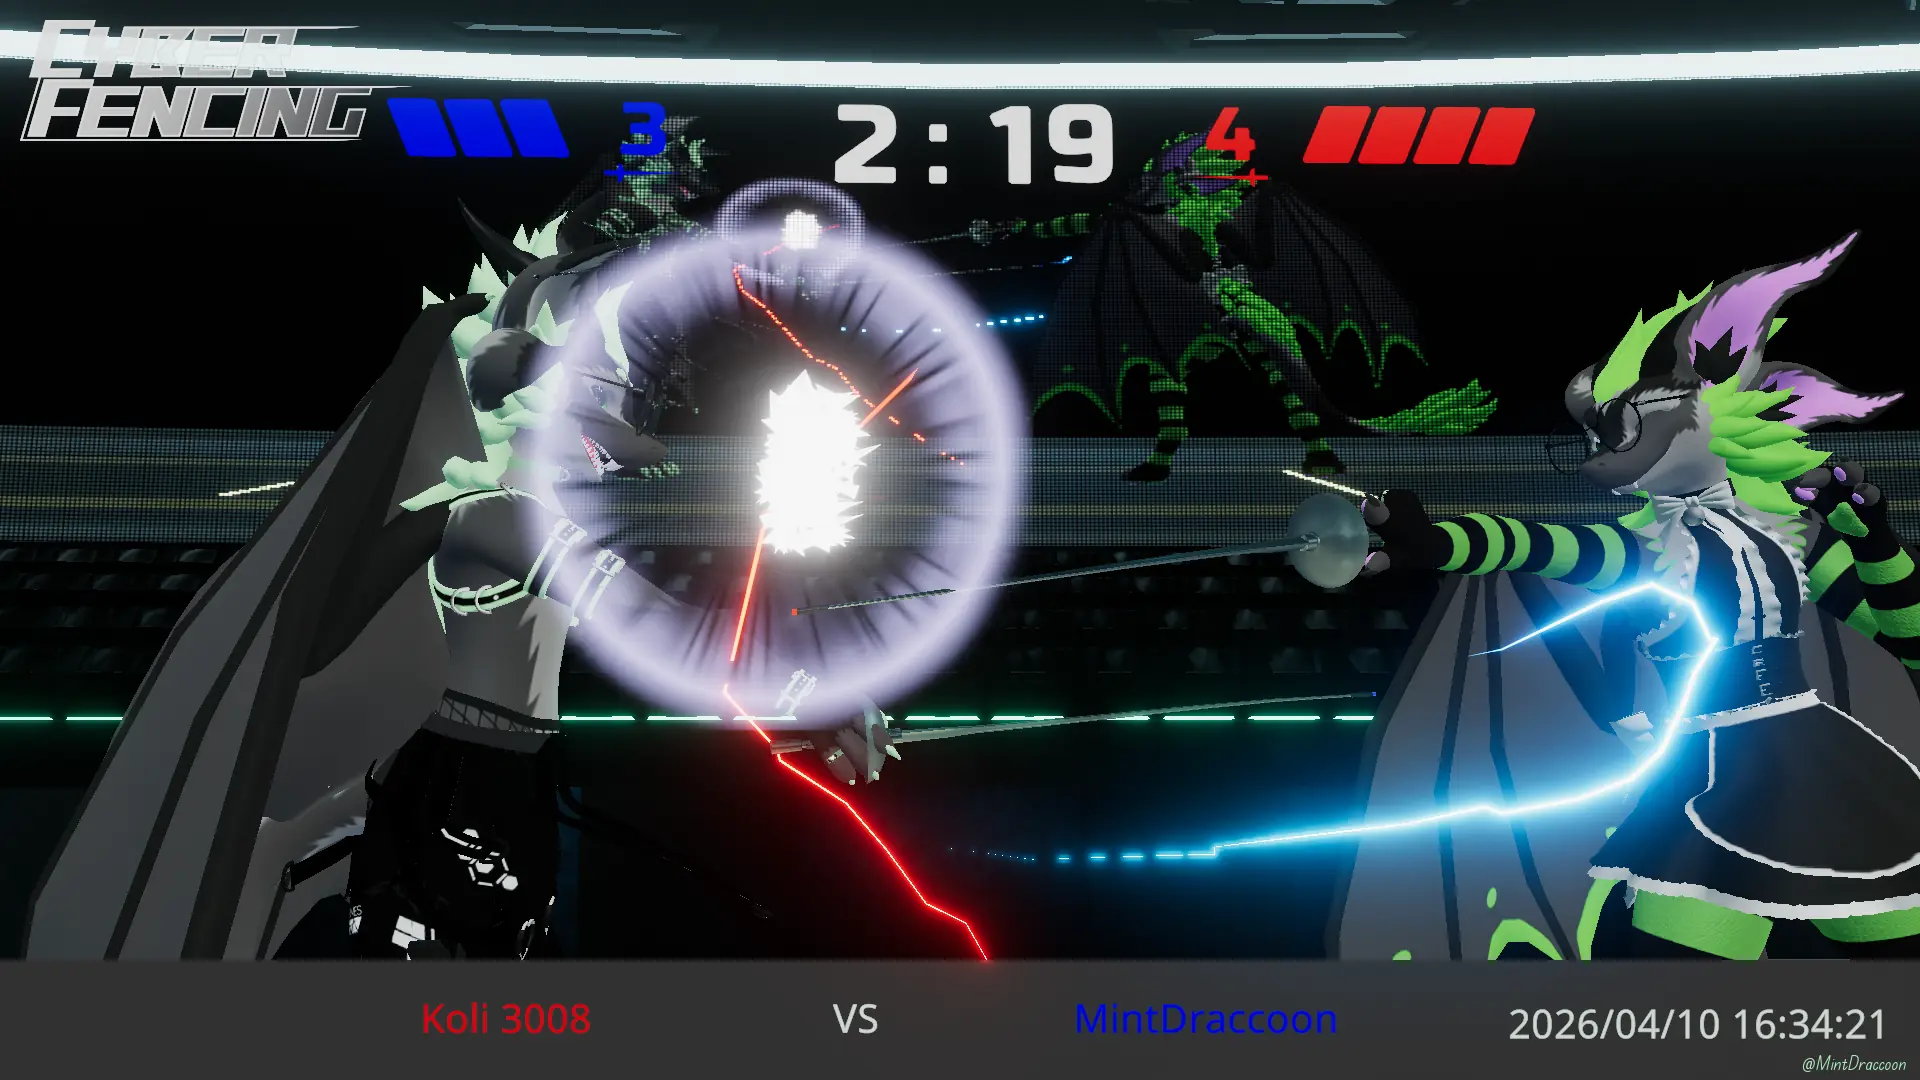 CYBER
FENCING
3 2:19 4
Koli 3008 VS MintDraccoon 2026/04/10 16:34:21
@MintDraccoon